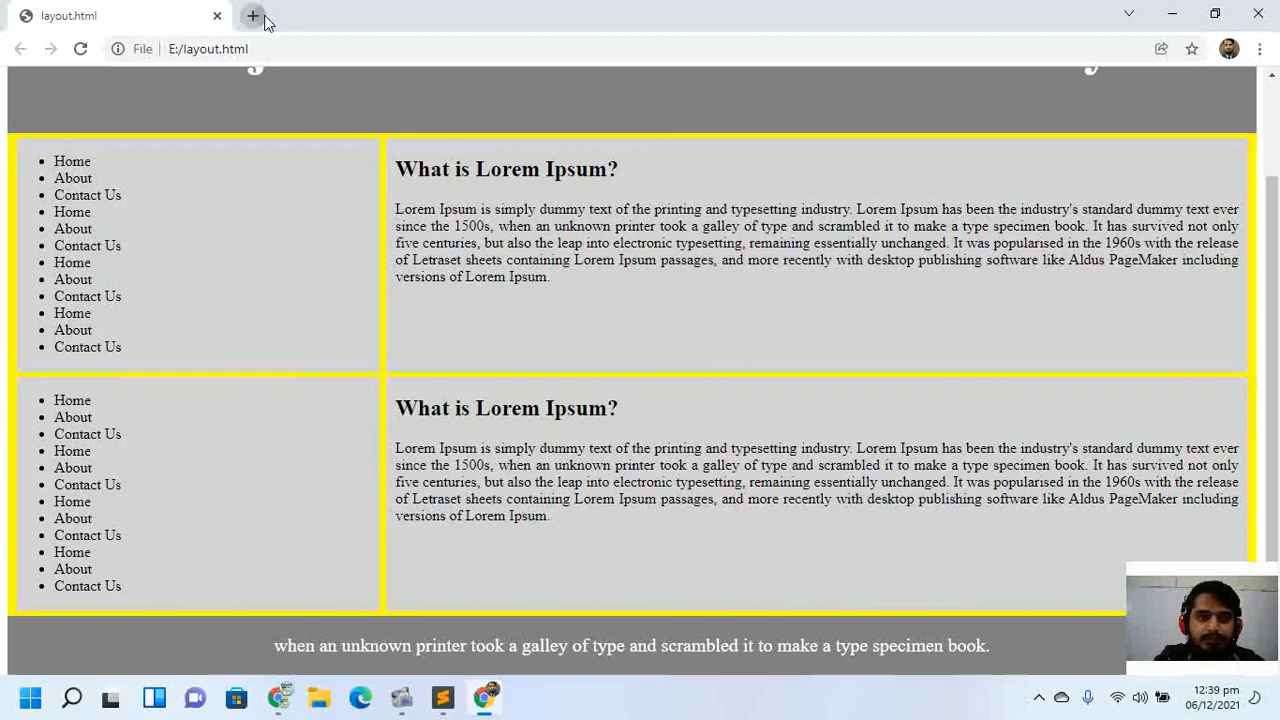 layout.html
File
E:/layout.html
Home
About
Contact Us
Home
About
Contact Us
Home
About
Contact Us
Home
About
Contact Us
What is Lorem Ipsum?
Lorem Ipsum is simply dummy text of the printing and typesetting industry. Lorem Ipsum has been the industry's standard dummy text ever
since the 1500s, when an unknown printer took a galley of type and scrambled it to make a type specimen book. It has survived not only
five centuries, but also the leap into electronic typesetting, remaining essentially unchanged. It was popularised in the 1960s with the release
of Letraset sheets containing Lorem Ipsum passages, and more recently with desktop publishing software like Aldus PageMaker including
versions of Lorem Ipsum.
Home
About
Contact Us
Home
About
Contact Us
Home
About
Contact Us
Home
About
Contact Us
What is Lorem Ipsum?
Lorem Ipsum is simply dummy text of the printing and typesetting industry. Lorem Ipsum has been the industry's standard dummy text ever
since the 1500s, when an unknown printer took a galley of type and scrambled it to make a type specimen book. It has survived not only
five centuries, but also the leap into electronic typesetting, remaining essentially unchanged. It was popularised in the 1960s with the release
of Letraset sheets containing Lorem Ipsum passages, and more recently with desktop publishing software like Aldus PageMaker including
versions of Lorem Ipsum.
when an unknown printer took a galley of type and scrambled it to make a type specimen book.
12:39 pm
06/12/2021